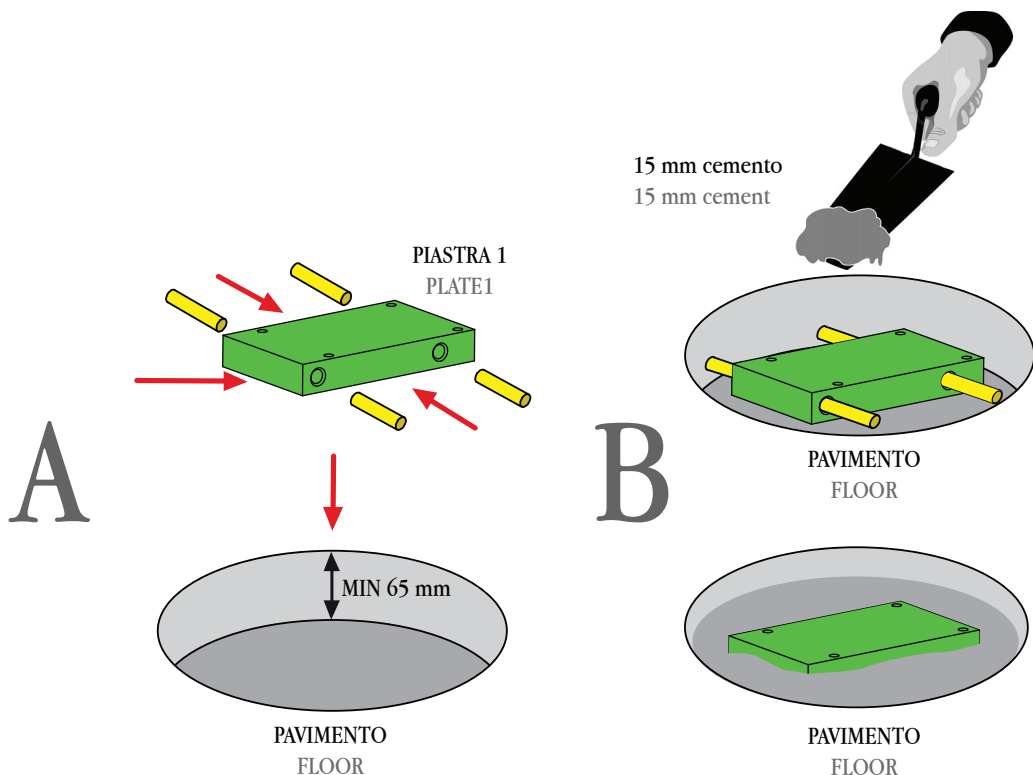 PIASTRA 1
PLATE1
A
MIN 65 mm
PAVIMENTO
FLOOR
15 mm cemento
15 mm cement
B
PAVIMENTO
FLOOR
PAVIMENTO
FLOOR